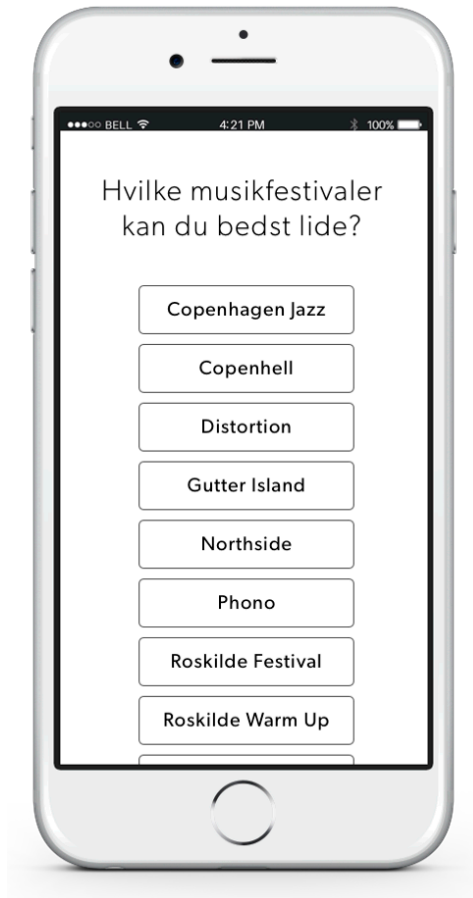 BELL 4:21 PM 100%
Hvilke musikfestivaler
kan du bedst lide?
Copenhagen Jazz
Copenhell
Distortion
Gutter Island
Northside
Phono
Roskilde Festival
Roskilde Warm Up